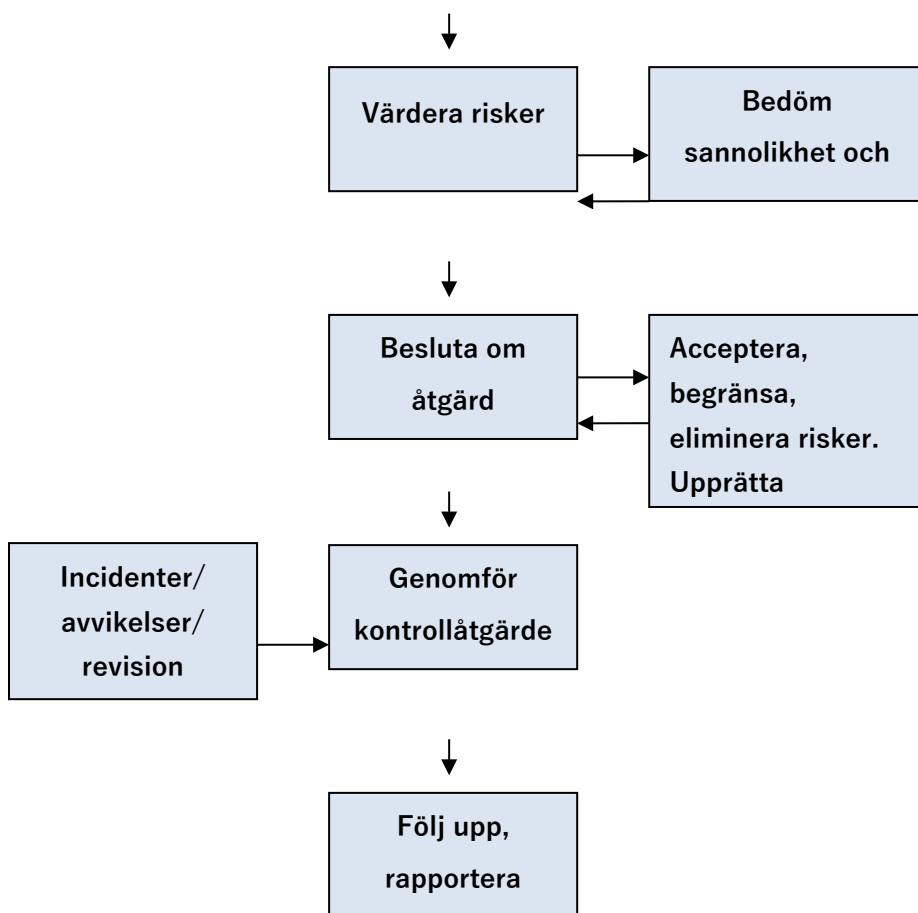 Värdera risker
Bedöm
sannolikhet och
Besluta om
åtgärd
Acceptera,
begränsa,
eliminera risker.
Upprätta
Incidenter/
avvikelser/
revision
Genomför
kontrollåtgärde
Följ upp,
rapportera